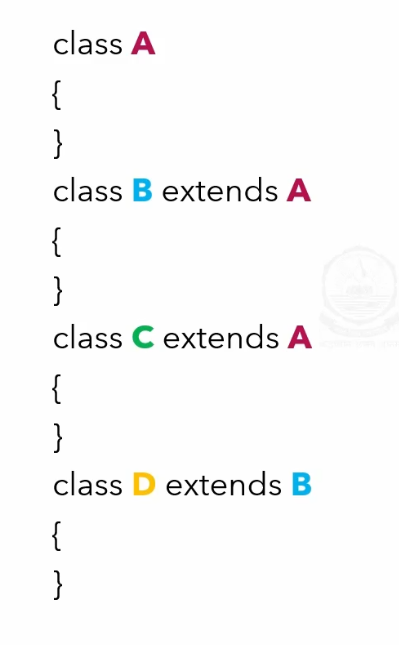 class A
{
}
class B extends A
{
}
class C extends A
{
}
class D extends B
{
}